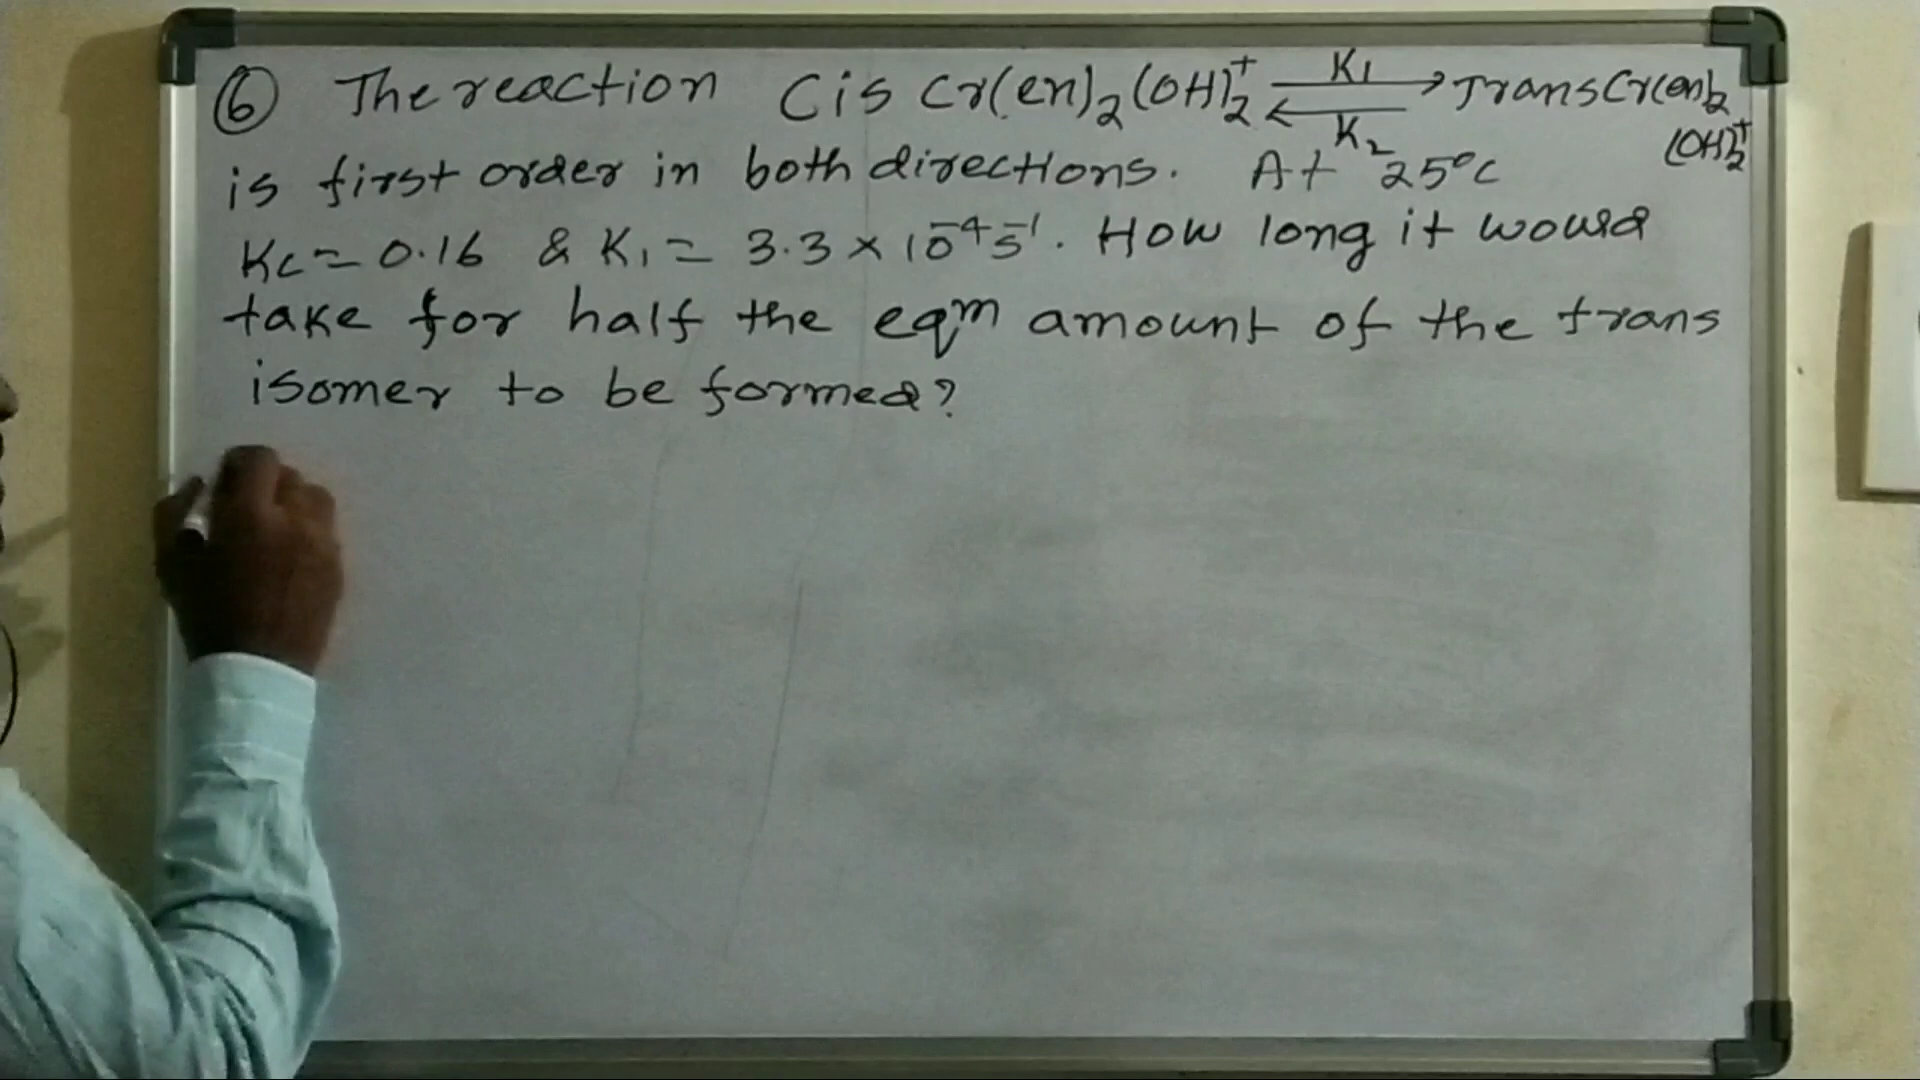 ⑥ The reaction Cis Cr(en)₂(OH)₂⁺ ⇌ Trans Cr(en)₂
K₁
K₂
(OH)₂⁺
is first order in both directions. At 25°C
Kc = 0.16 & K₁ = 3.3 × 10⁻⁴ s⁻¹. How long it would
take for half the eqᵐ amount of the trans
isomer to be formed?